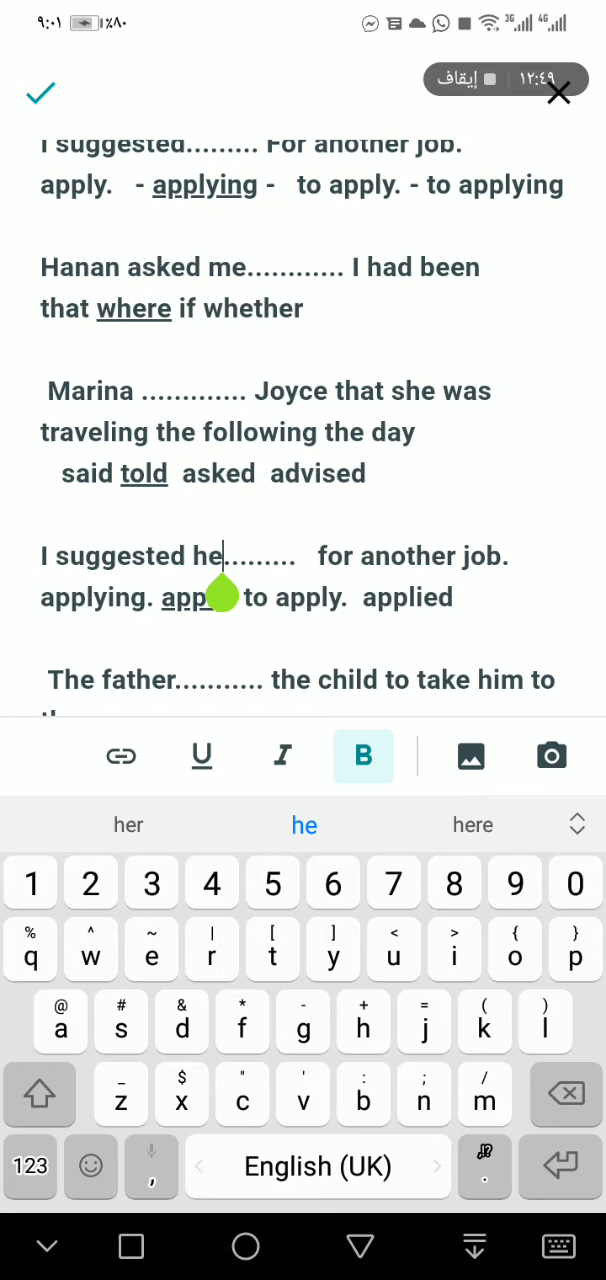 ٩:٠١ ٪٨٠
3G 4G
١٢:٤٩ إيقاف
I suggested......... For another job.
apply. - applying - to apply. - to applying
Hanan asked me............ I had been
that where if whether
Marina ............. Joyce that she was
traveling the following the day
said told asked advised
I suggested he......... for another job.
applying. app to apply. applied
The father........... the child to take him to
U I B
her he here
1 2 3 4 5 6 7 8 9 0
% ^ ~ | [ ] < > { }
q w e r t y u i o p
@ # & * - + = ( )
a s d f g h j k l
_ $ " ' : ; /
z x c v b n m
123 , English (UK) .